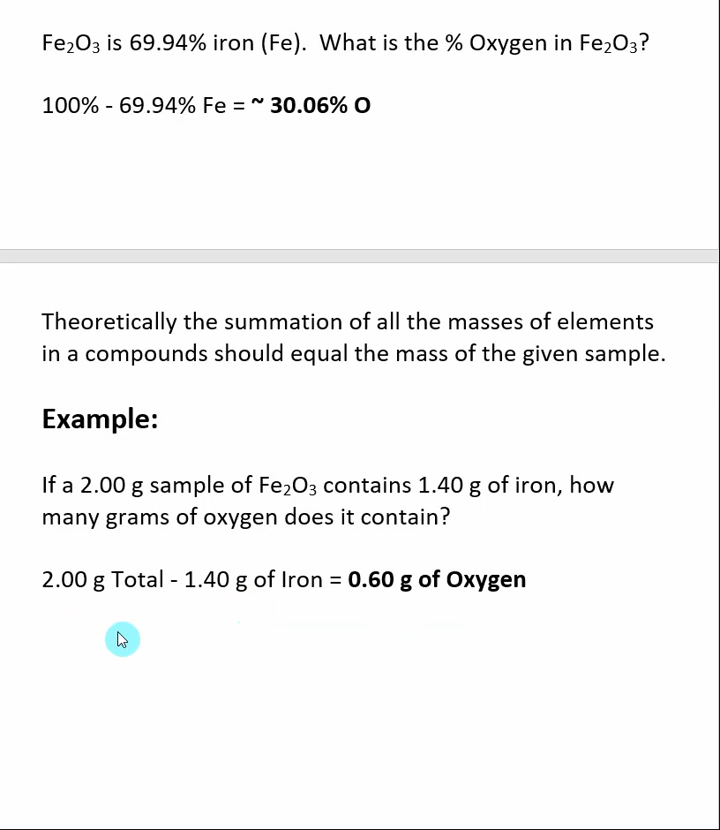 Fe₂O₃ is 69.94% iron (Fe).  What is the % Oxygen in Fe₂O₃?
100% - 69.94% Fe = ~ 30.06% O
Theoretically the summation of all the masses of elements
in a compounds should equal the mass of the given sample.
Example:
If a 2.00 g sample of Fe₂O₃ contains 1.40 g of iron, how
many grams of oxygen does it contain?
2.00 g Total - 1.40 g of Iron = 0.60 g of Oxygen